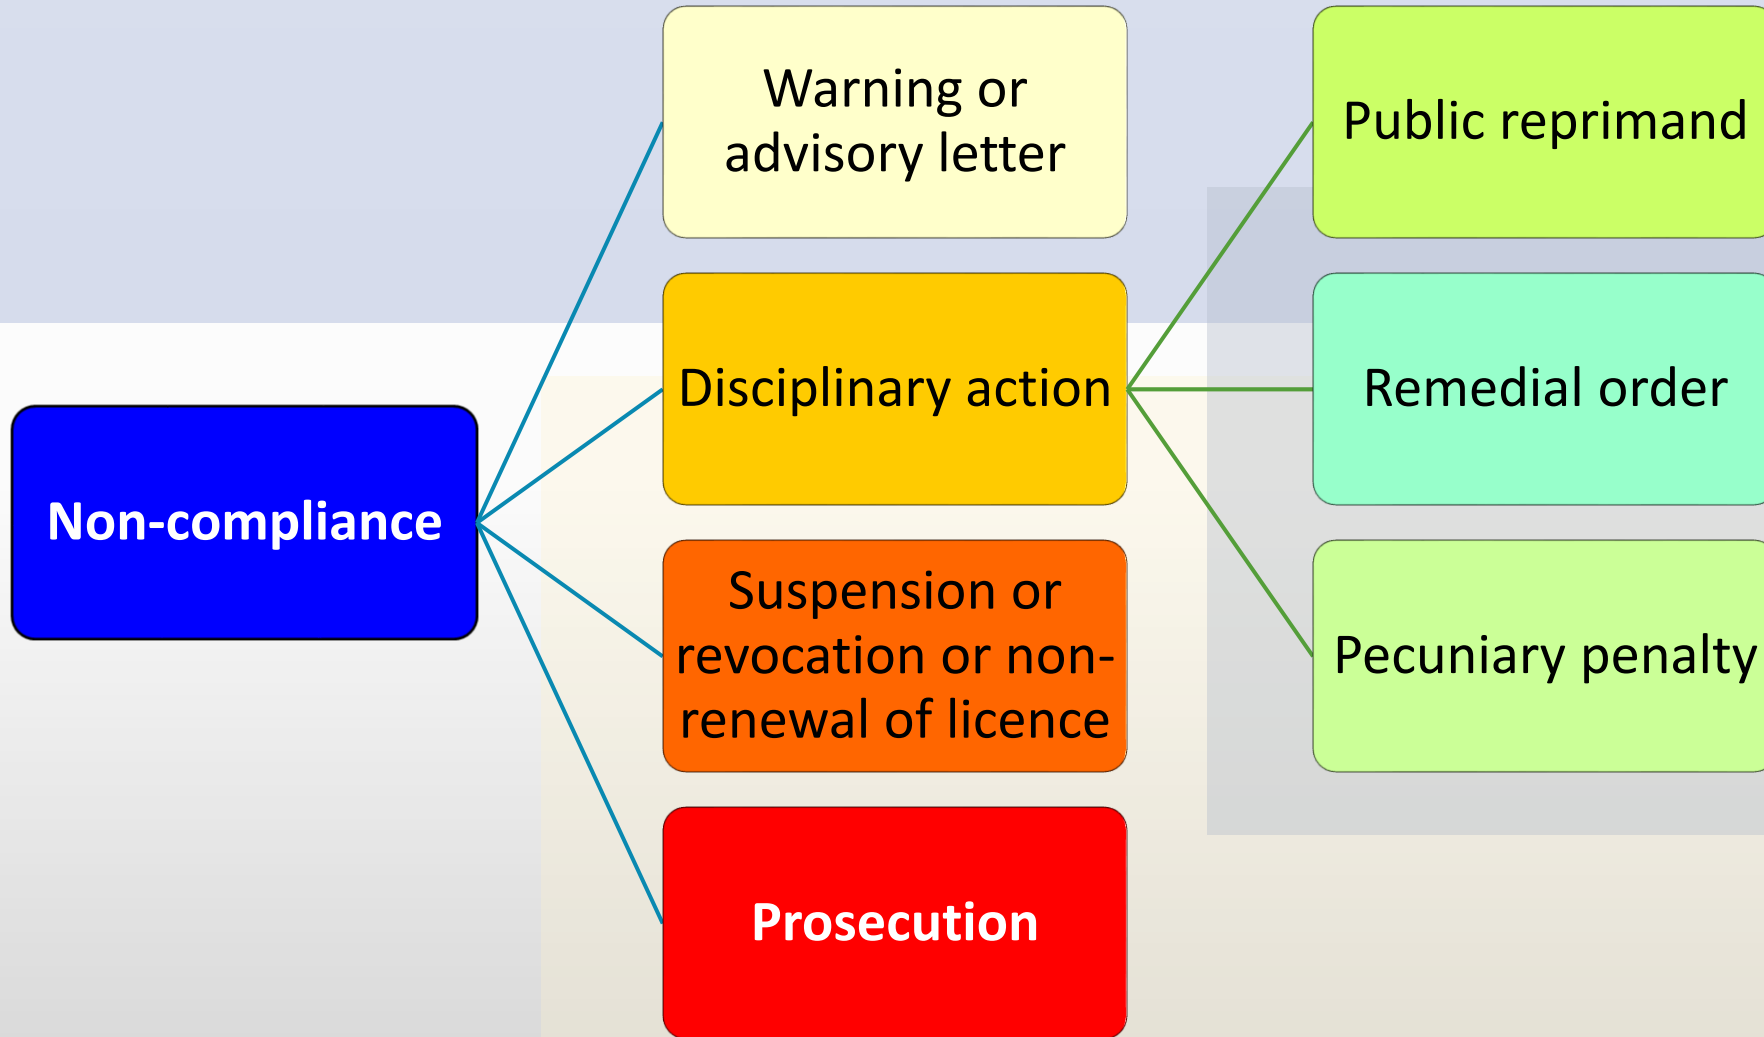 Non-compliance
Warning or
advisory letter
Disciplinary action
Suspension or
revocation or non-
renewal of licence
Prosecution
Public reprimand
Remedial order
Pecuniary penalty